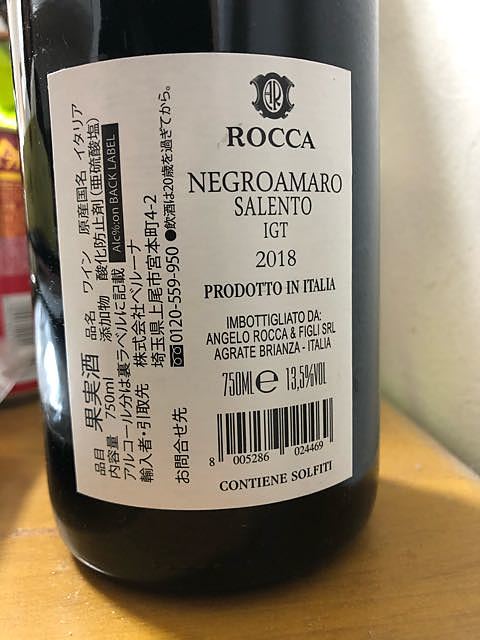 AR
ROCCA
NEGROAMARO
SALENTO
IGT
2018
PRODOTTO IN ITALIA
IMBOTTIGLIATO DA:
ANGELO ROCCA & FIGLI SRL
AGRATE BRIANZA - ITALIA
750ML e 13,5%VOL
8 005286 024469
CONTIENE SOLFITI
品目 果実酒 品名 ワイン 原産国名 イタリア
内容量 750ml 添加物 酸化防止剤(亜硫酸塩)
アルコール分は裏ラベルに記載 Alc%:on BACK LABEL
輸入者・引取先 株式会社ベルーナ
埼玉県上尾市宮本町4-2
お問合せ先 0120-559-950 ●飲酒は20歳を過ぎてから。